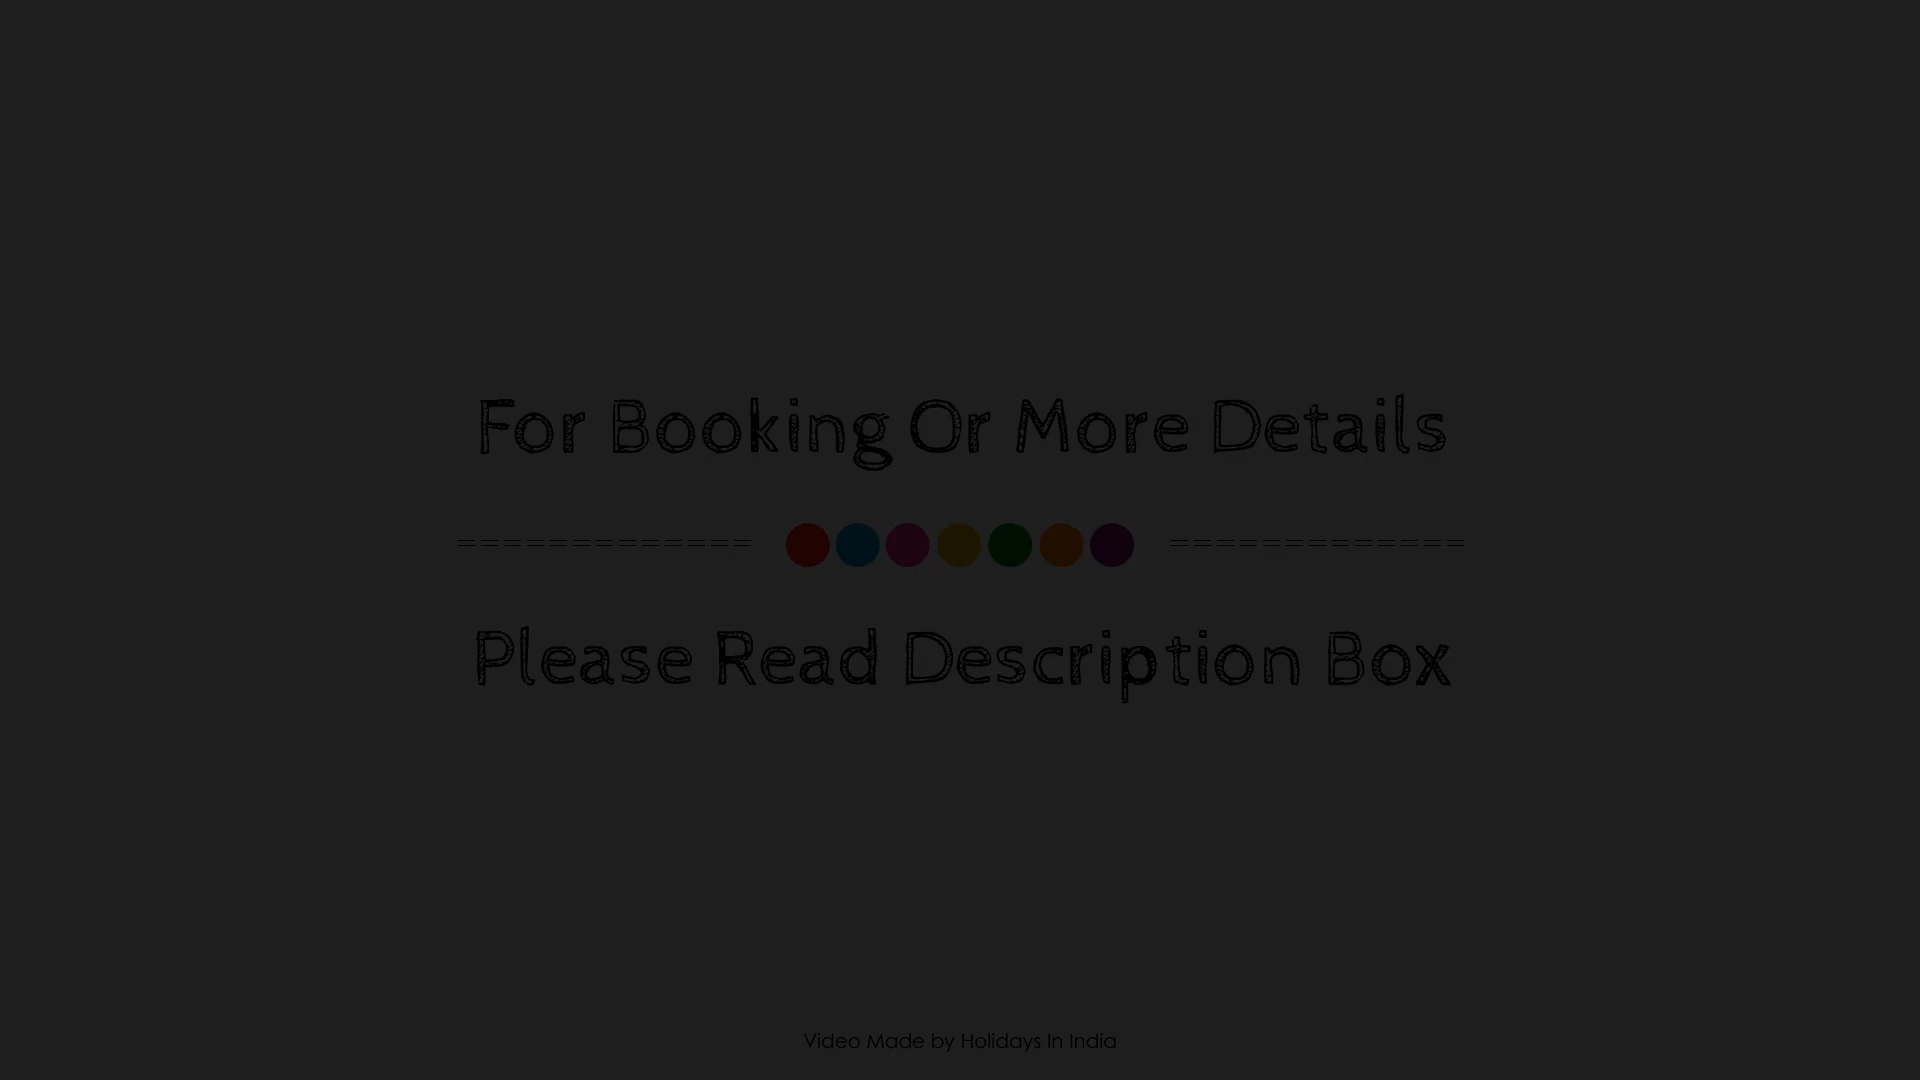 For Booking Or More Details
============= =============
Please Read Description Box
Video Made by Holidays In India